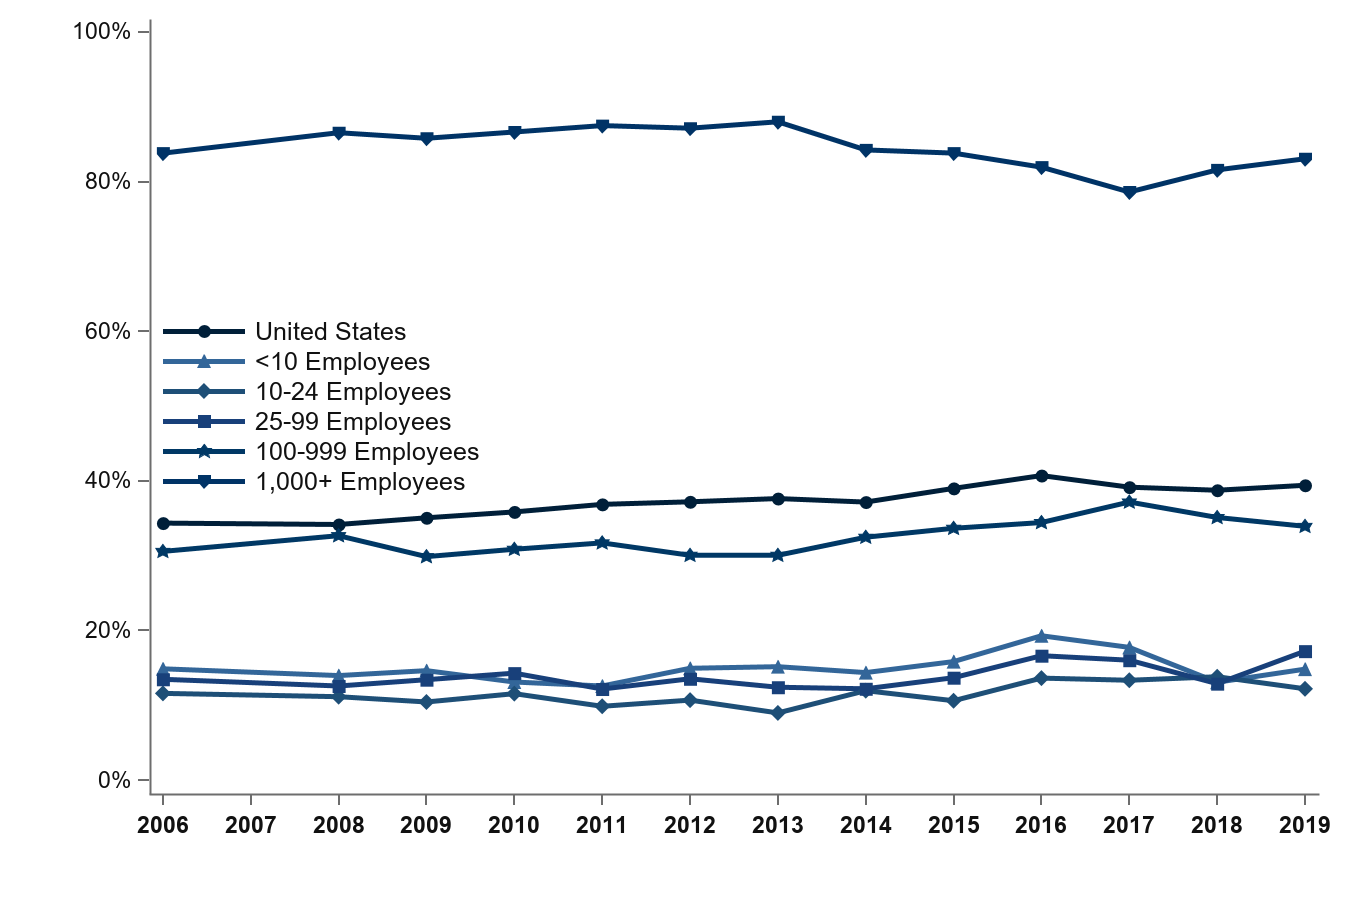 100%
80%
60%
40%
20%
0%
United States
<10 Employees
10-24 Employees
25-99 Employees
100-999 Employees
1,000+ Employees
2006 2007 2008 2009 2010 2011 2012 2013 2014 2015 2016 2017 2018 2019